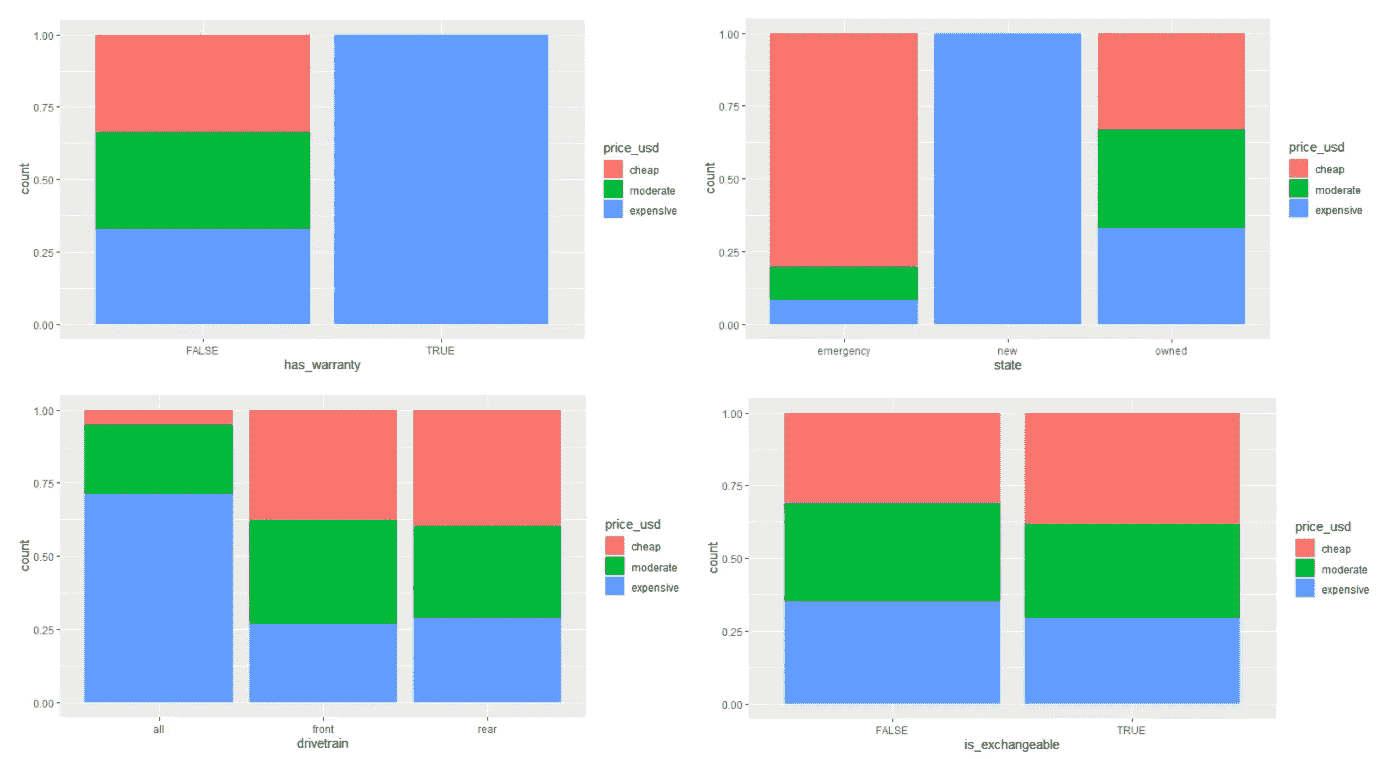 1.00
0.75
0.50
0.25
0.00
count
FALSE
TRUE
has_warranty
price_usd
cheap
moderate
expensive
1.00
0.75
0.50
0.25
0.00
count
emergency
new
owned
state
price_usd
cheap
moderate
expensive
1.00
0.75
0.50
0.25
0.00
count
all
front
rear
drivetrain
price_usd
cheap
moderate
expensive
1.00
0.75
0.50
0.25
0.00
count
FALSE
TRUE
is_exchangeable
price_usd
cheap
moderate
expensive